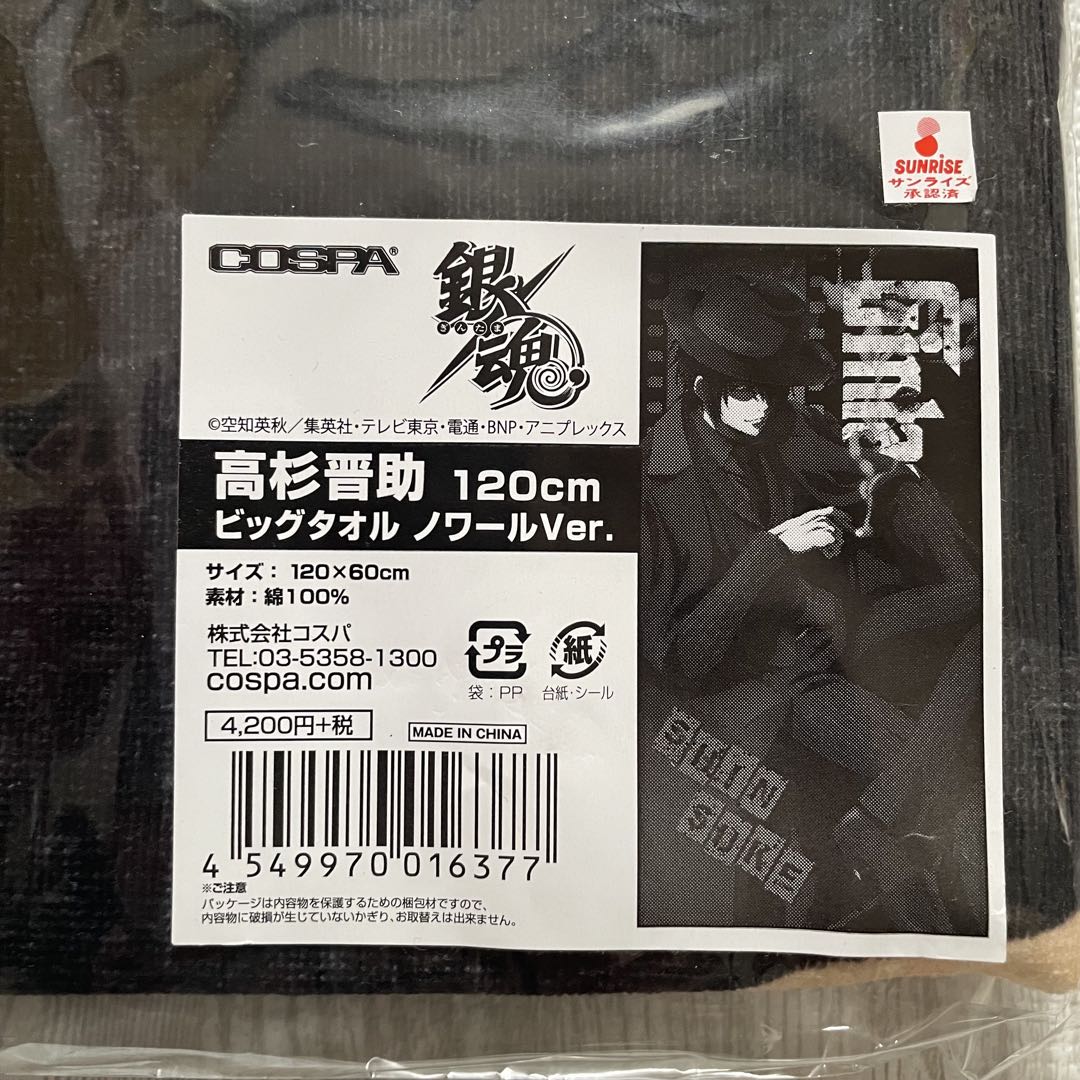 SUNRISE
サンライズ
承認済
COSPA®
銀魂
ぎんたま
©空知英秋／集英社・テレビ東京・電通・BNP・アニプレックス
高杉晋助 120cm
ビッグタオル ノワールVer.
サイズ：120×60cm
素材：綿100%
株式会社コスパ
TEL:03-5358-1300
cospa.com
プラ
袋：PP
紙
台紙・シール
4,200円+税
MADE IN CHINA
4 549970 016377
※ご注意
パッケージは内容物を保護するための梱包材ですので、
内容物に破損が生じていないかぎり、お取替えは出来ません。
SHIN
SUKE